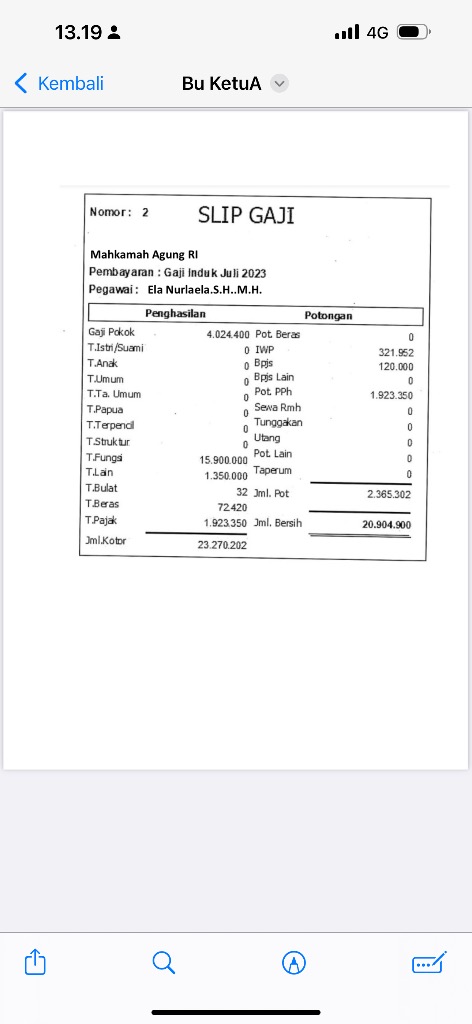 13.19
4G
Kembali
Bu KetuA
Nomor: 2
SLIP GAJI
Mahkamah Agung RI
Pembayaran : Gaji Induk Juli 2023
Pegawai : Ela Nurlaela.S.H..M.H.
Penghasilan Potongan
Gaji Pokok 4.024.400 Pot. Beras 0
T.Istri/Suami 0 IWP 321.952
T.Anak 0 Bpjs 120.000
T.Umum 0 Bpjs Lain 0
T.Ta. Umum 0 Pot. PPh 1.923.350
T.Papua 0 Sewa Rmh 0
T.Terpencil 0 Tunggakan 0
T.Struktur 0 Utang 0
T.Fungsi 15.900.000 Pot. Lain 0
T.Lain 1.350.000 Taperum 0
T.Bulat 32 Jml. Pot 2.365.302
T.Beras 72.420
T.Pajak 1.923.350 Jml. Bersih 20.904.900
Jml.Kotor 23.270.202